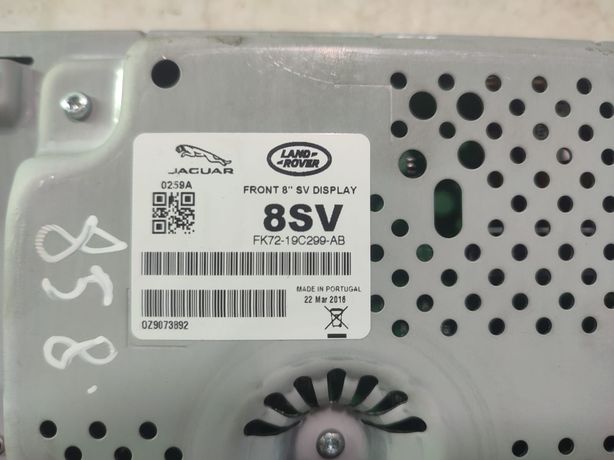 JAGUAR
LAND
ROVER
0259A
FRONT 8" SV DISPLAY
8SV
FK72-19C299-AB
MADE IN PORTUGAL
22 Mar 2016
0Z9073892
858